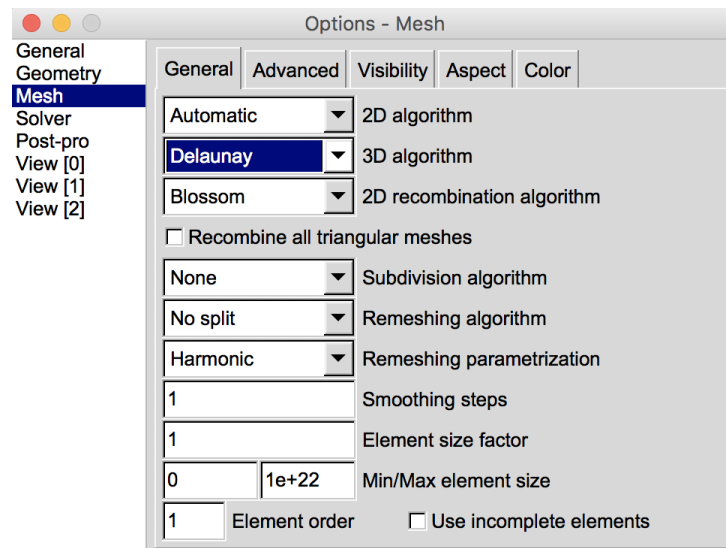 Options - Mesh
General
Geometry
Mesh
Solver
Post-pro
View [0]
View [1]
View [2]
General Advanced Visibility Aspect Color
Automatic 2D algorithm
Delaunay 3D algorithm
Blossom 2D recombination algorithm
Recombine all triangular meshes
None Subdivision algorithm
No split Remeshing algorithm
Harmonic Remeshing parametrization
1 Smoothing steps
1 Element size factor
0 1e+22 Min/Max element size
1 Element order Use incomplete elements